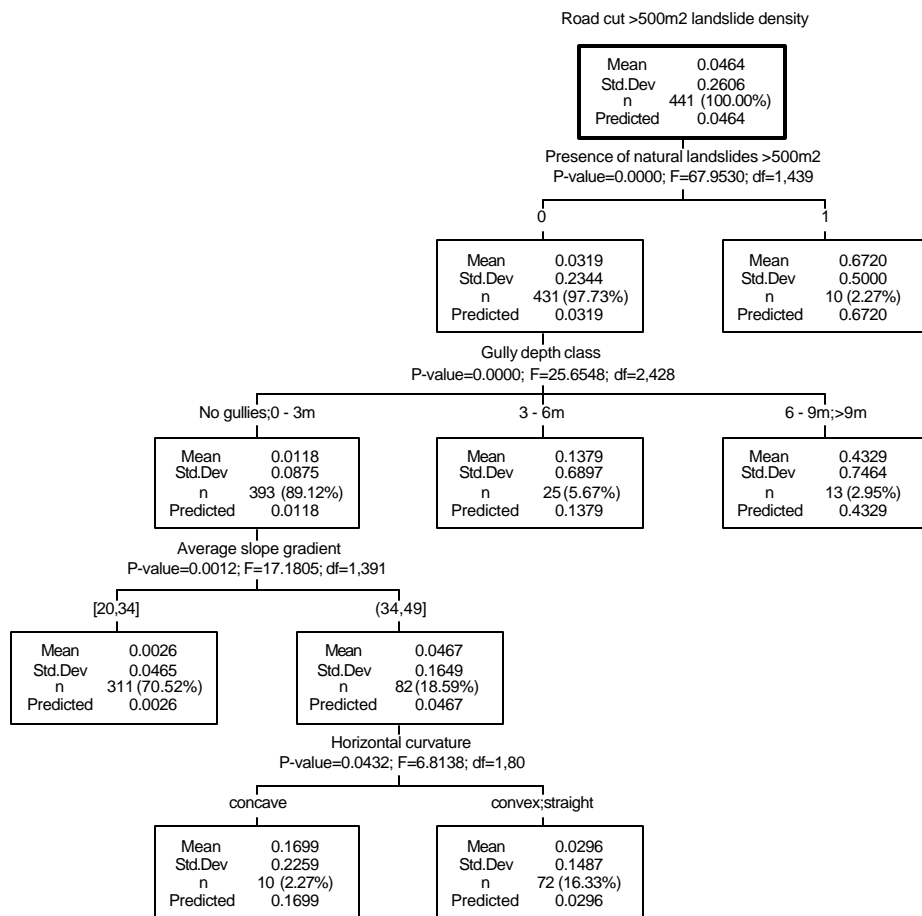 Road cut >500m2 landslide density
Mean 0.0464
Std.Dev 0.2606
n 441 (100.00%)
Predicted 0.0464
Presence of natural landslides >500m2
P-value=0.0000; F=67.9530; df=1,439
0 1
Mean 0.0319
Std.Dev 0.2344
n 431 (97.73%)
Predicted 0.0319
Mean 0.6720
Std.Dev 0.5000
n 10 (2.27%)
Predicted 0.6720
Gully depth class
P-value=0.0000; F=25.6548; df=2,428
No gullies;0 - 3m 3 - 6m 6 - 9m;>9m
Mean 0.0118
Std.Dev 0.0875
n 393 (89.12%)
Predicted 0.0118
Mean 0.1379
Std.Dev 0.6897
n 25 (5.67%)
Predicted 0.1379
Mean 0.4329
Std.Dev 0.7464
n 13 (2.95%)
Predicted 0.4329
Average slope gradient
P-value=0.0012; F=17.1805; df=1,391
[20,34] (34,49]
Mean 0.0026
Std.Dev 0.0465
n 311 (70.52%)
Predicted 0.0026
Mean 0.0467
Std.Dev 0.1649
n 82 (18.59%)
Predicted 0.0467
Horizontal curvature
P-value=0.0432; F=6.8138; df=1,80
concave convex;straight
Mean 0.1699
Std.Dev 0.2259
n 10 (2.27%)
Predicted 0.1699
Mean 0.0296
Std.Dev 0.1487
n 72 (16.33%)
Predicted 0.0296